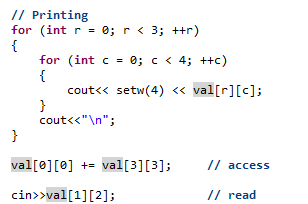 // Printing
for (int r = 0; r < 3; ++r)
{
    for (int c = 0; c < 4; ++c)
    {
        cout<< setw(4) << val[r][c];
    }
    cout<<"\n";
}
val[0][0] += val[3][3];     // access
cin>>val[1][2];             // read